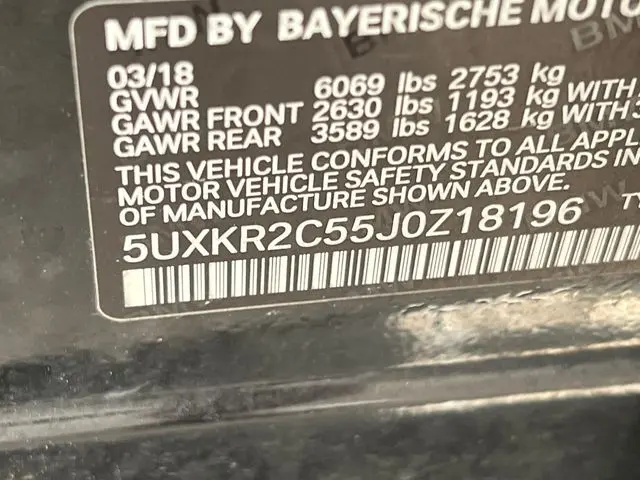 MFD BY BAYERISCHE MOTO
03/18
GVWR 6069 lbs 2753 kg
GAWR FRONT 2630 lbs 1193 kg WITH
GAWR REAR 3589 lbs 1628 kg WITH
THIS VEHICLE CONFORMS TO ALL APPL
MOTOR VEHICLE SAFETY STANDARDS IN
OF MANUFACTURE SHOWN ABOVE.
5UXKR2C55J0Z18196 TY